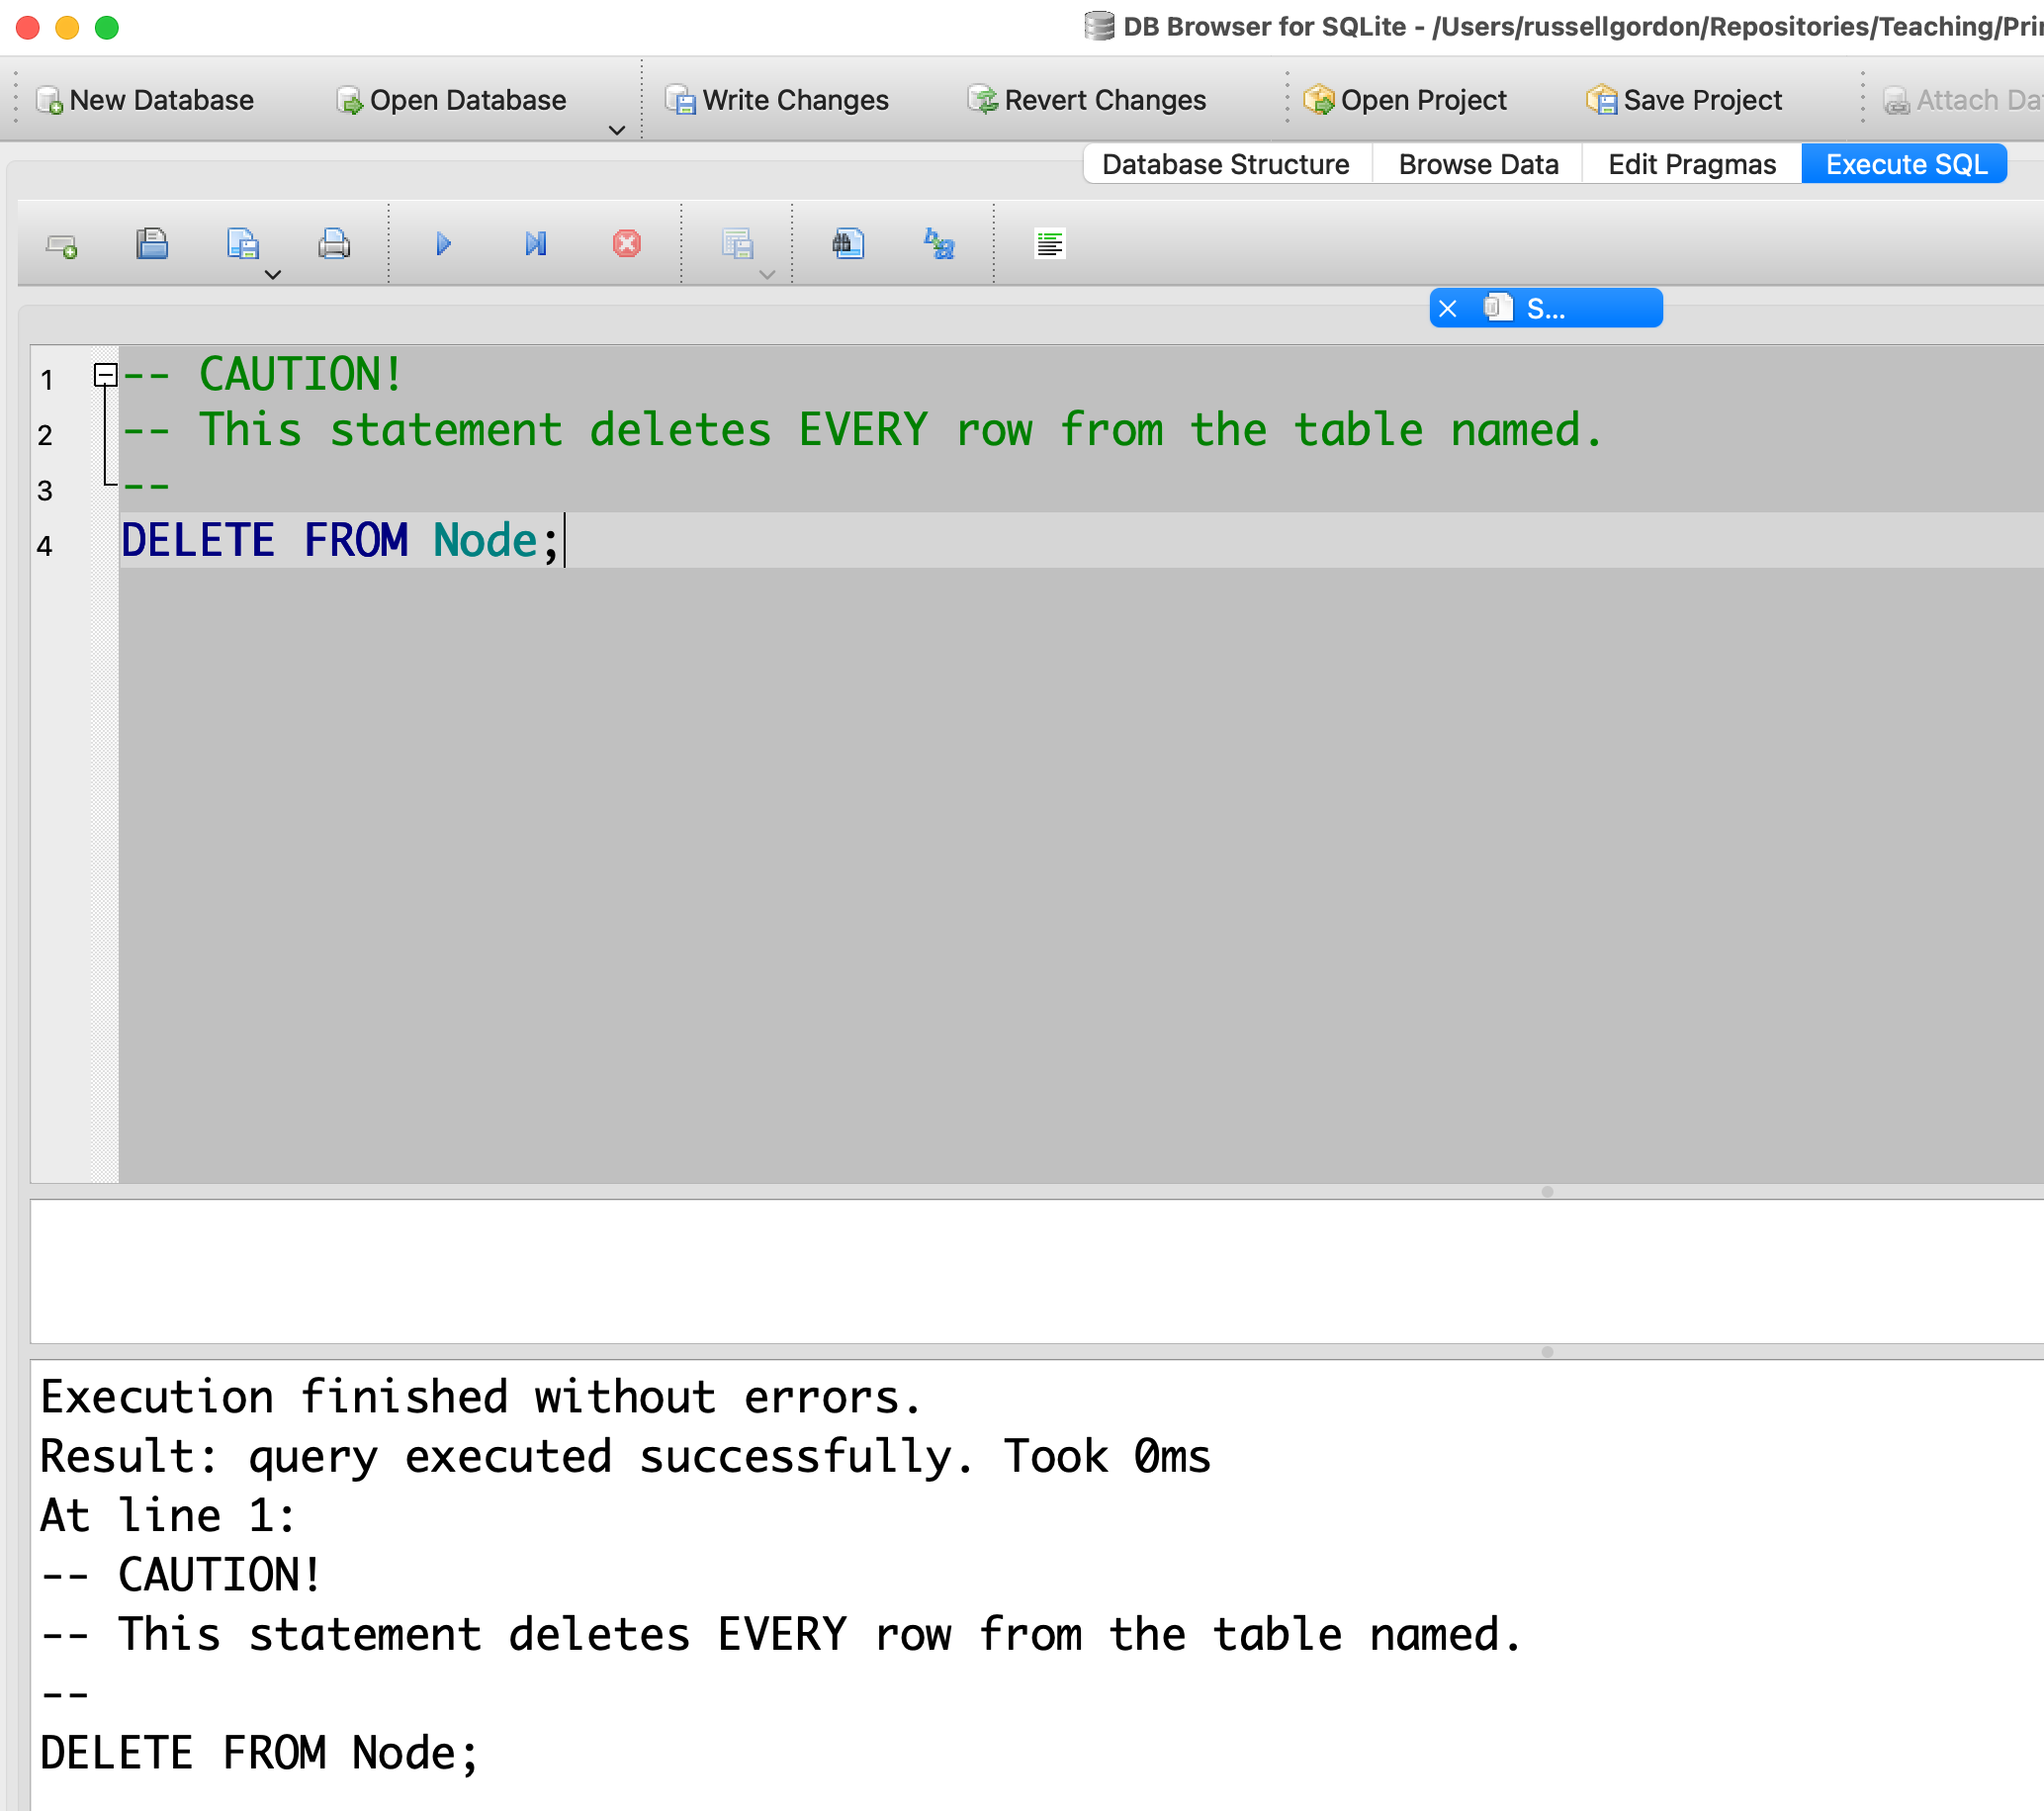 DB Browser for SQLite - /Users/russellgordon/Repositories/Teaching/Pri
New Database Open Database Write Changes Revert Changes Open Project Save Project Attach Da
Database Structure Browse Data Edit Pragmas Execute SQL
S...
1 -- CAUTION!
2 -- This statement deletes EVERY row from the table named.
3 --
4 DELETE FROM Node;
Execution finished without errors.
Result: query executed successfully. Took 0ms
At line 1:
-- CAUTION!
-- This statement deletes EVERY row from the table named.
--
DELETE FROM Node;